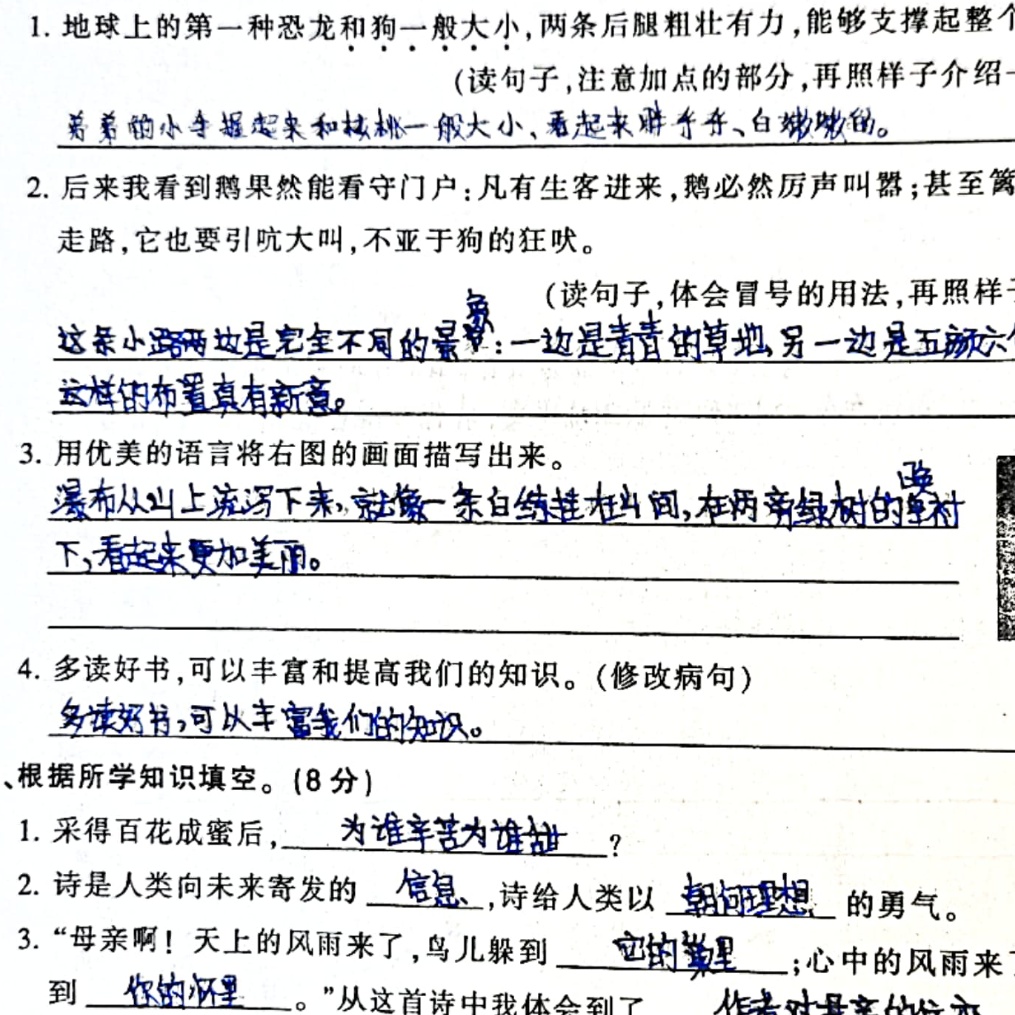 1. 地球上的第一种恐龙和狗一般大小,两条后腿粗壮有力,能够支撑起整个
(读句子,注意加点的部分,再照样子介绍一
弟弟的小手握起来和核桃一般大小、看起来胖乎乎、白嫩嫩的。
2. 后来我看到鹅果然能看守门户:凡有生客进来,鹅必然厉声叫嚣;甚至篱
走路,它也要引吭大叫,不亚于狗的狂吠。
(读句子,体会冒号的用法,再照样子
这条小路两边是完全不同的景象:一边是青青的草地,另一边是五颜六
这样的布置真有新意。
3. 用优美的语言将右图的画面描写出来。
瀑布从山上流泻下来,就像一条白练挂在山间,在两旁绿树的映衬
下,看起来更加美丽。
4. 多读好书,可以丰富和提高我们的知识。(修改病句)
多读好书,可以丰富我们的知识。
、根据所学知识填空。(8分)
1. 采得百花成蜜后,为谁辛苦为谁甜?
2. 诗是人类向未来寄发的 信息 ,诗给人类以 朝向理想 的勇气。
3. “母亲啊!天上的风雨来了,鸟儿躲到 它的巢里 ;心中的风雨来了
到 你的怀里 。”从这首诗中我体会到了 作者对母亲的